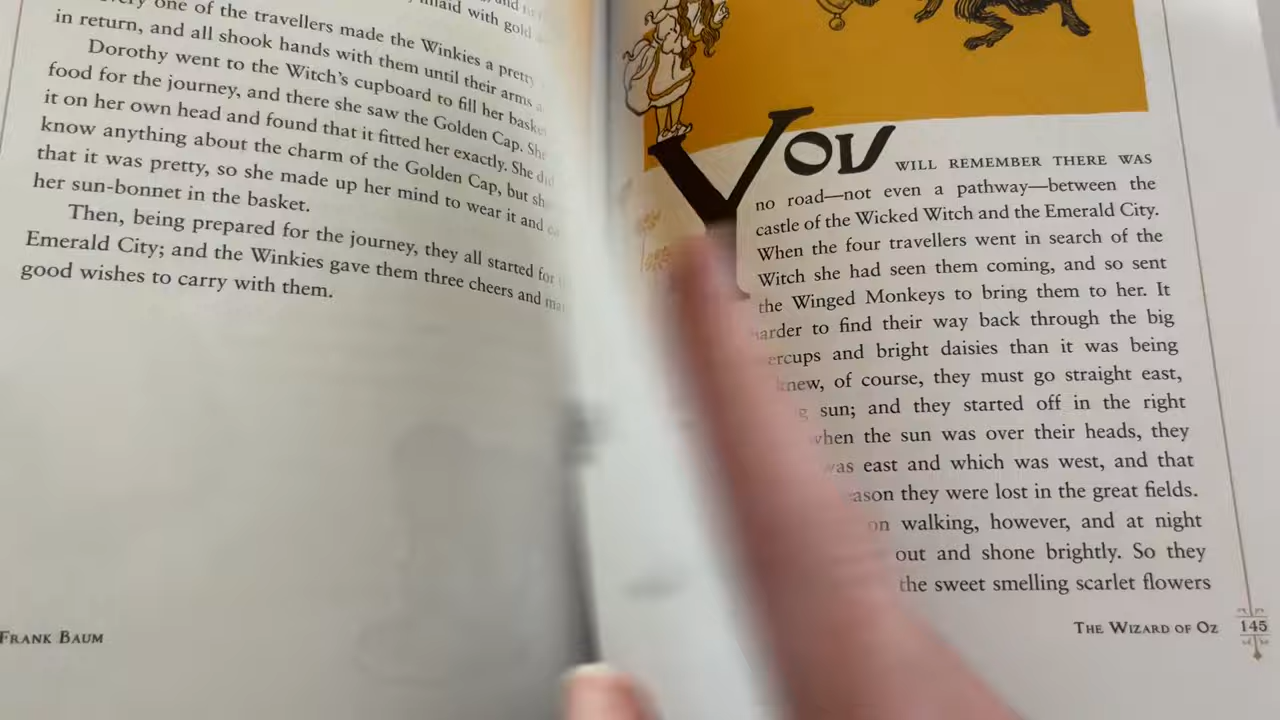 one of the travellers made the Winkies a pretty
in return, and all shook hands with them until their arms
Dorothy went to the Witch's cupboard to fill her
food for the journey, and there she saw the Golden Cap.
it on her own head and found that it fitted her exactly. She
know anything about the charm of the Golden Cap, but
that it was pretty, so she made up her mind to wear it and
her sun-bonnet in the basket.
Then, being prepared for the journey, they all started for
Emerald City; and the Winkies gave them three cheers and
good wishes to carry with them.
FRANK BAUM
YOU WILL REMEMBER THERE WAS
no road—not even a pathway—between the
castle of the Wicked Witch and the Emerald City.
When the four travellers went in search of the
Witch she had seen them coming, and so sent
the Winged Monkeys to bring them to her. It
to find their way back through the big
and bright daisies than it was being
of course, they must go straight east,
sun; and they started off in the right
when the sun was over their heads, they
east and which was west, and that
they were lost in the great fields.
on walking, however, and at night
out and shone brightly. So they
the sweet smelling scarlet flowers
THE WIZARD OF OZ 145